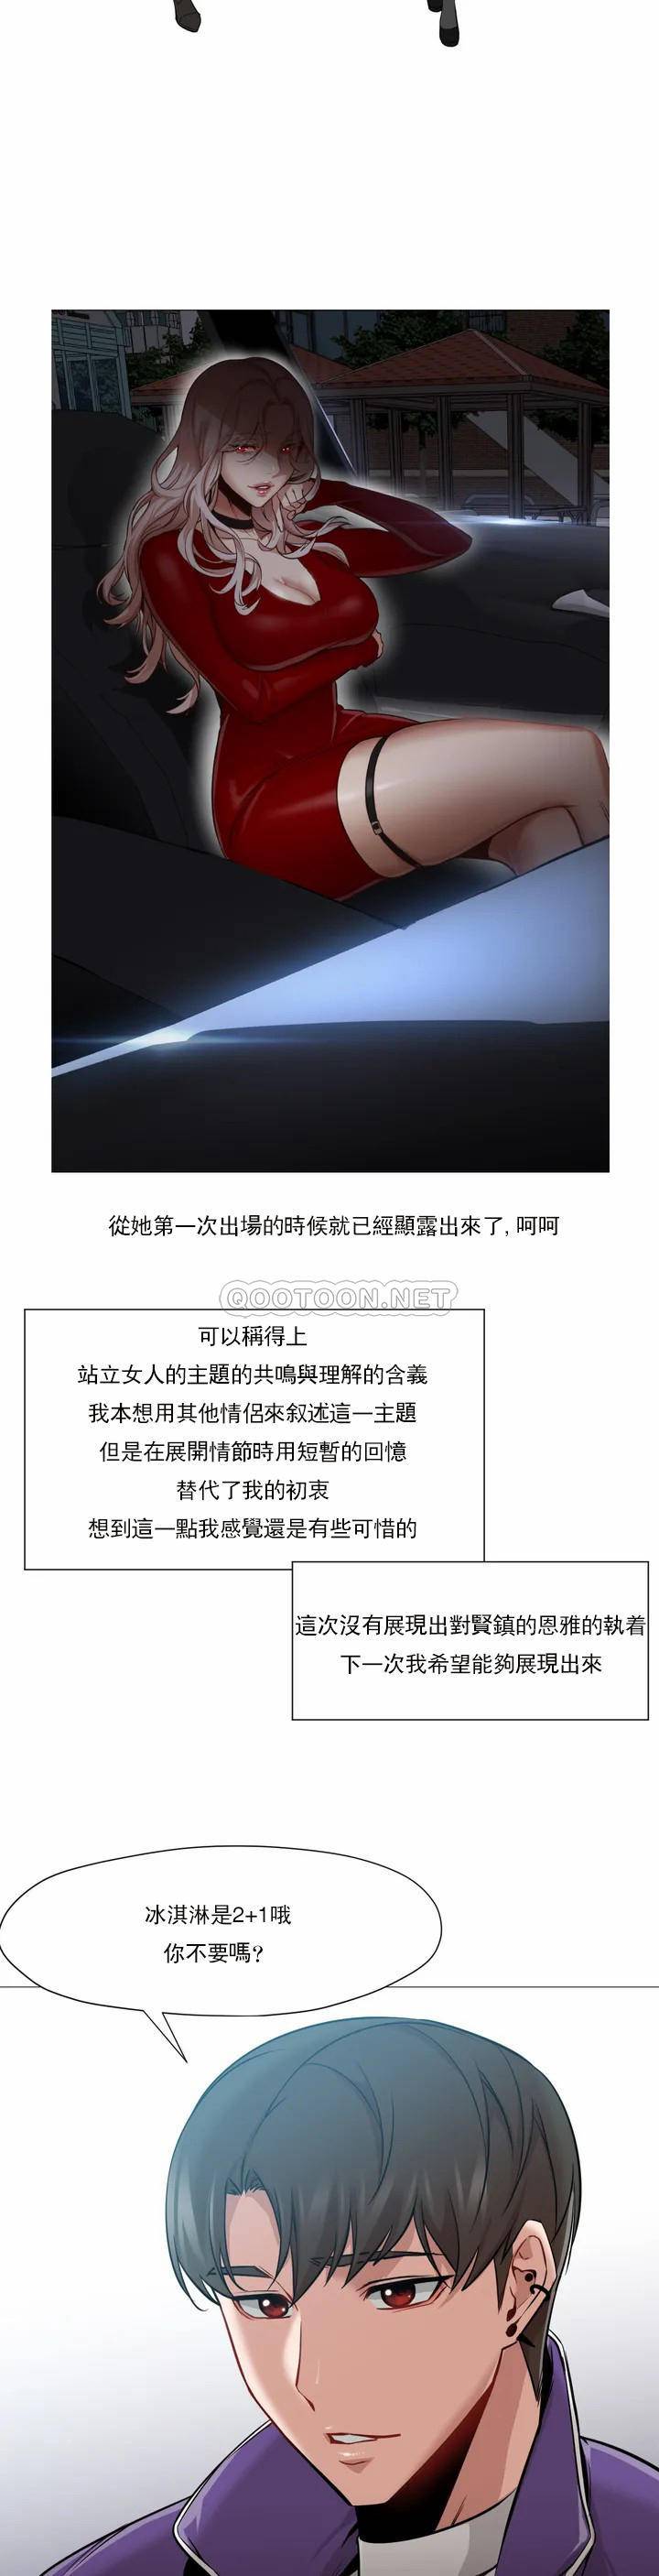 從她第一次出場的時候就已經顯露出來了, 呵呵
QOOTOON.NET
可以稱得上
站立女人的主題的共鳴與理解的含義
我本想用其他情侶來叙述這一主題
但是在展開情節時用短暫的回憶
替代了我的初衷
想到這一點我感覺還是有些可惜的
這次沒有展現出對賢鎮的恩雅的執着
下一次我希望能夠展現出來
冰淇淋是2+1哦
你不要嗎?